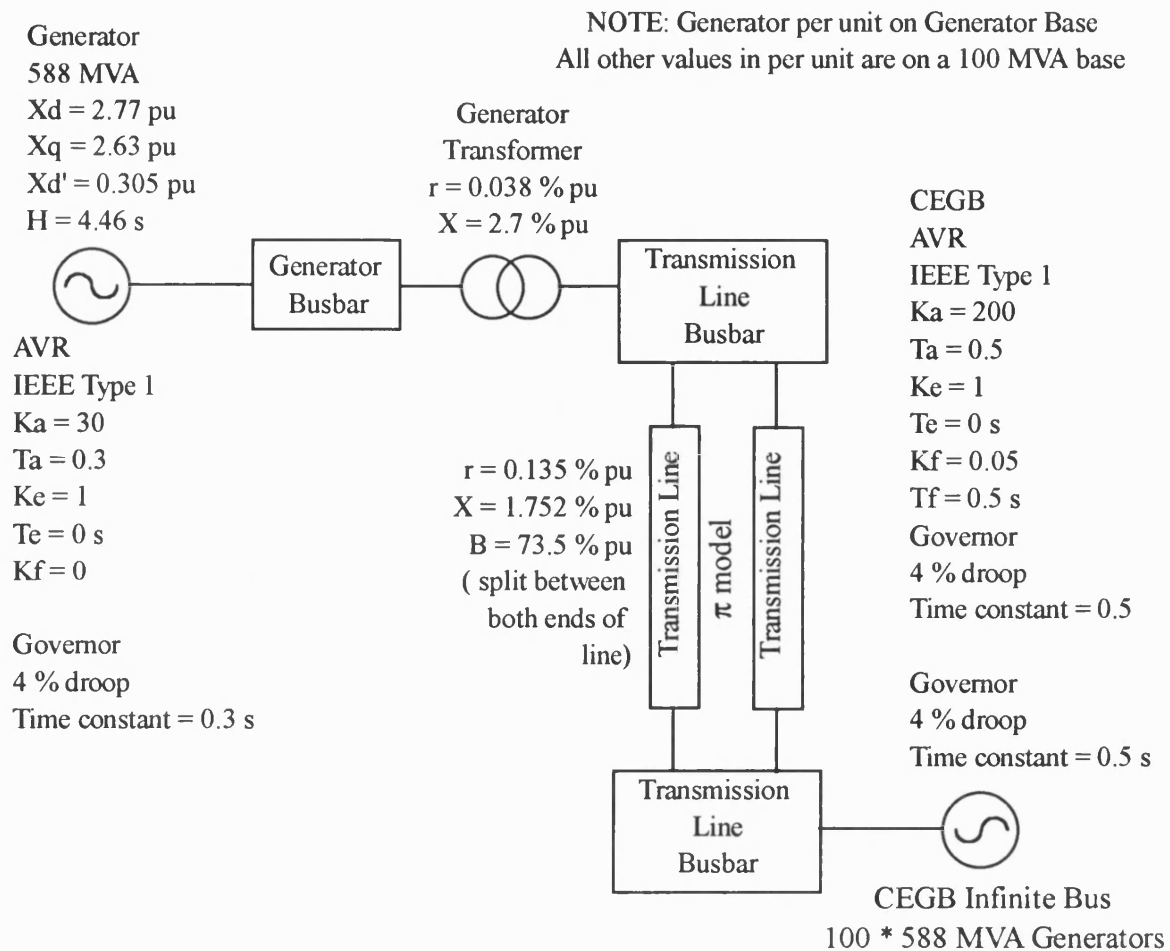 NOTE: Generator per unit on Generator Base
All other values in per unit are on a 100 MVA base
Generator
588 MVA
Xd = 2.77 pu
Xq = 2.63 pu
Xd' = 0.305 pu
H = 4.46 s
Generator
Busbar
Generator
Transformer
r = 0.038 % pu
X = 2.7 % pu
Transmission
Line
Busbar
AVR
IEEE Type 1
Ka = 30
Ta = 0.3
Ke = 1
Te = 0 s
Kf = 0
Governor
4 % droop
Time constant = 0.3 s
r = 0.135 % pu
X = 1.752 % pu
B = 73.5 % pu
( split between
both ends of
line)
Transmission Line
π model
Transmission Line
CEGB
AVR
IEEE Type 1
Ka = 200
Ta = 0.5
Ke = 1
Te = 0 s
Kf = 0.05
Tf = 0.5 s
Governor
4 % droop
Time constant = 0.5
Governor
4 % droop
Time constant = 0.5 s
Transmission
Line
Busbar
CEGB Infinite Bus
100 * 588 MVA Generators